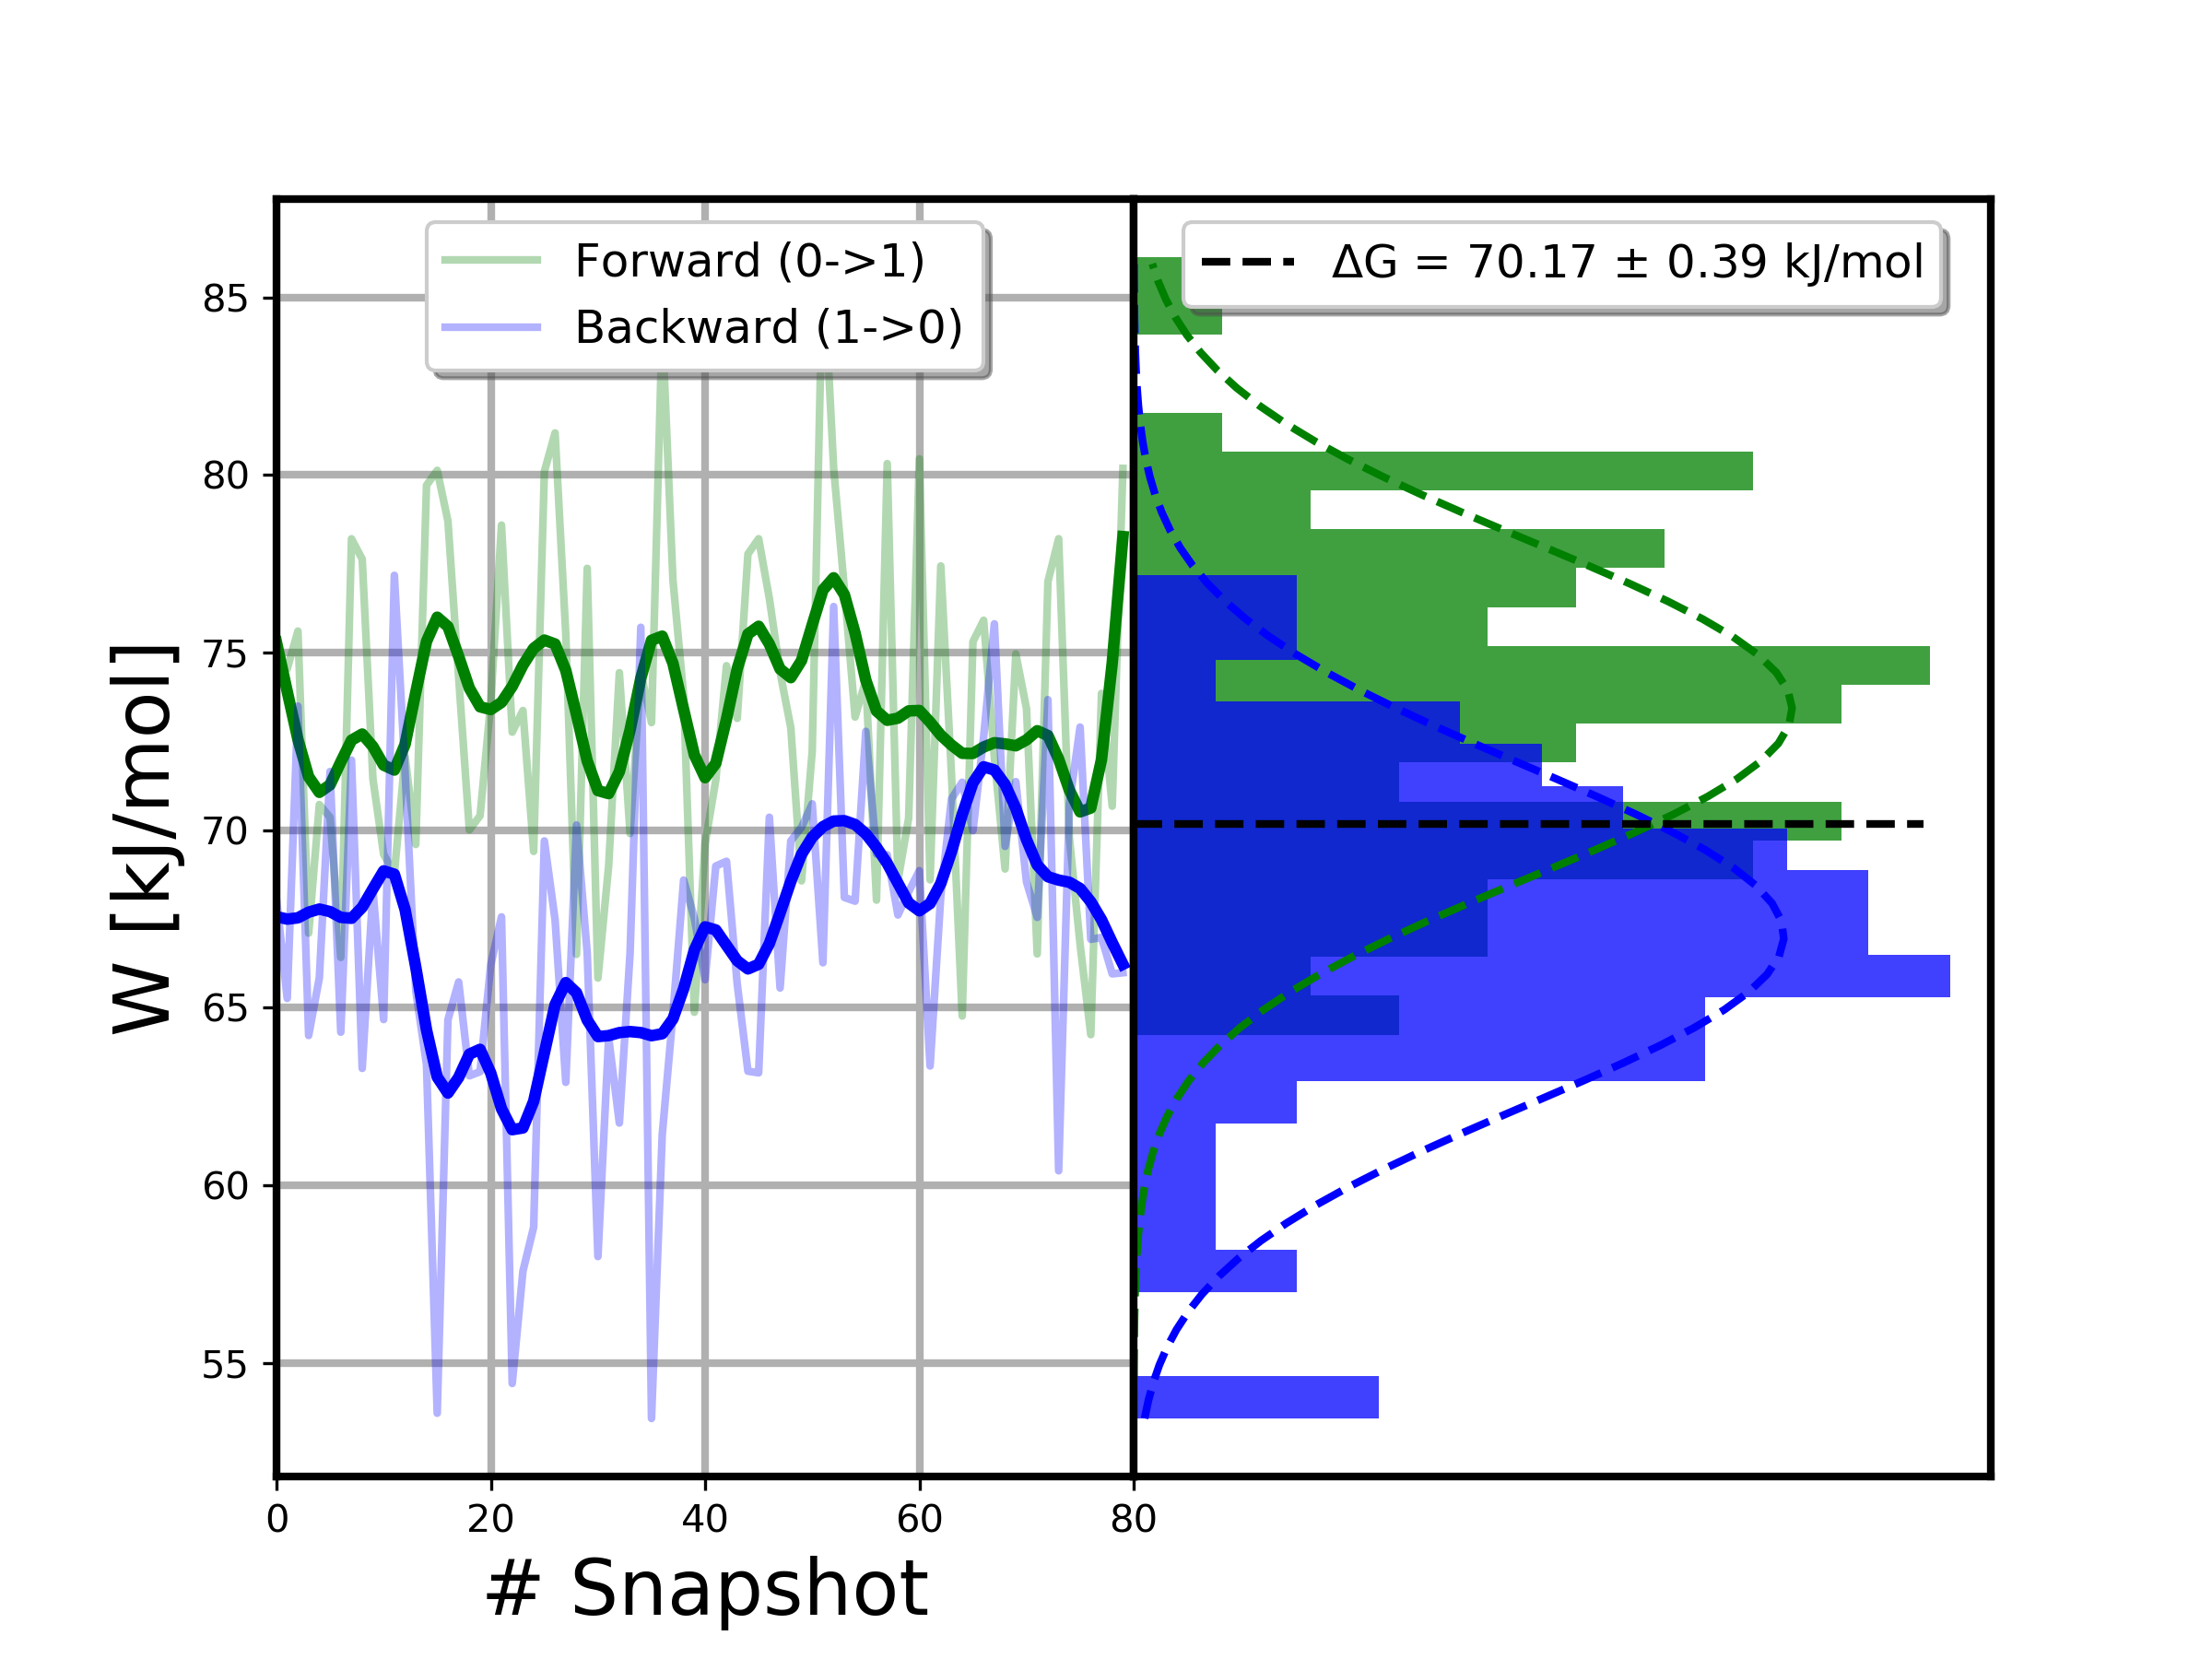 Forward (0->1)
Backward (1->0)
ΔG = 70.17 ± 0.39 kJ/mol
W [kJ/mol]
85
80
75
70
65
60
55
0 20 40 60 80
# Snapshot